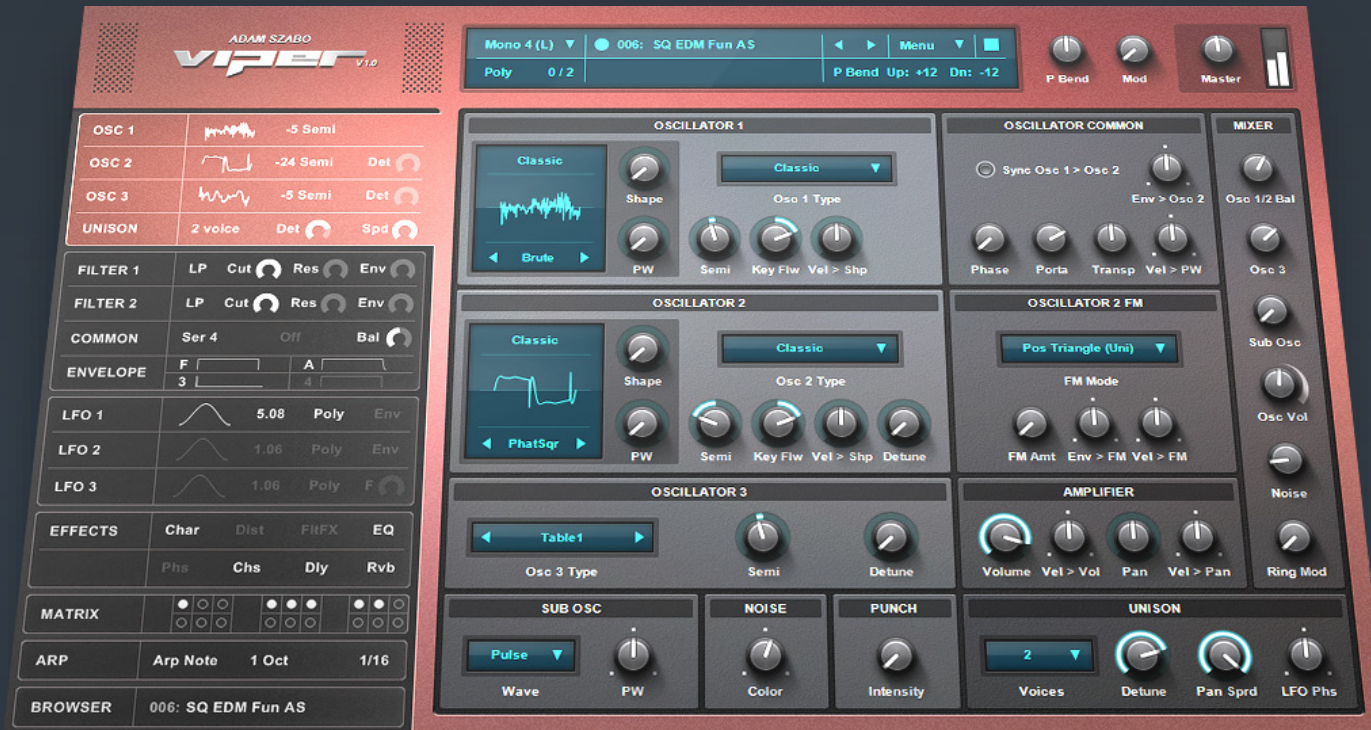 ADAM SZABO
VIPER V1.0
Mono 4 (L) ▼ 006: SQ EDM Fun AS ◀ ▶ Menu ▼
Poly 0 / 2 P Bend Up: +12 Dn: -12
P Bend Mod Master
OSC 1 -5 Semi
OSC 2 -24 Semi Det
OSC 3 -5 Semi Det
UNISON 2 voice Det Spd
FILTER 1 LP Cut Res Env
FILTER 2 LP Cut Res Env
COMMON Ser 4 Off Bal
ENVELOPE F A
3 4
LFO 1 5.08 Poly Env
LFO 2 1.06 Poly Env
LFO 3 1.06 Poly F
EFFECTS Char Dist FltFX EQ
Phs Chs Dly Rvb
MATRIX
ARP Arp Note 1 Oct 1/16
BROWSER 006: SQ EDM Fun AS
OSCILLATOR 1
Classic
Brute
Shape
PW
Classic
Osc 1 Type
Semi Key Flw Vel > Shp
OSCILLATOR 2
Classic
PhatSqr
Shape
PW
Classic
Osc 2 Type
Semi Key Flw Vel > Shp Detune
OSCILLATOR 3
Table1
Osc 3 Type Semi Detune
SUB OSC
Pulse
Wave PW
NOISE
Color
PUNCH
Intensity
OSCILLATOR COMMON
Sync Osc 1 > Osc 2
Env > Osc 2
Phase Porta Transp Vel > PW
OSCILLATOR 2 FM
Pos Triangle (Uni)
FM Mode
FM Amt Env > FM Vel > FM
AMPLIFIER
Volume Vel > Vol Pan Vel > Pan
MIXER
Osc 1/2 Bal
Osc 3
Sub Osc
Osc Vol
Noise
Ring Mod
UNISON
2
Voices Detune Pan Sprd LFO Phs